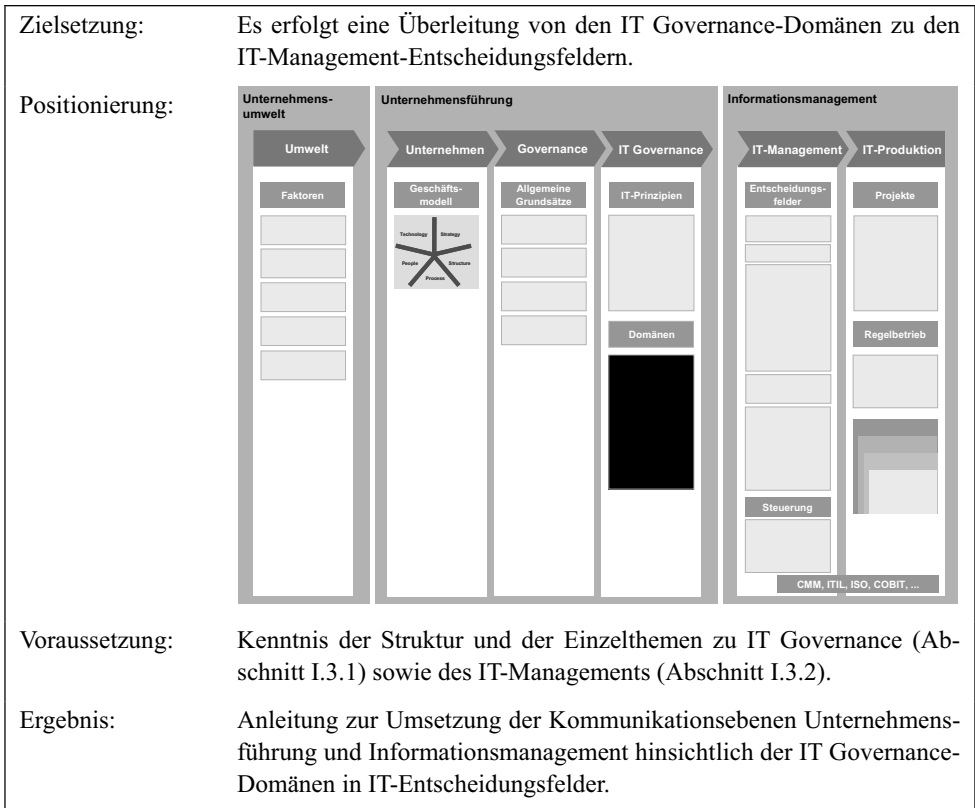 Zielsetzung:
Es erfolgt eine Überleitung von den IT Governance-Domänen zu den
IT-Management-Entscheidungsfeldern.
Positionierung:
Unternehmens-
umwelt
Unternehmensführung
Informationsmanagement
Umwelt
Unternehmen
Governance
IT Governance
IT-Management
IT-Produktion
Faktoren
Geschäfts-
modell
Allgemeine
Grundsätze
IT-Prinzipien
Entscheidungs-
felder
Projekte
Technology
Strategy
People
Structure
Process
Domänen
Regelbetrieb
Steuerung
CMM, ITIL, ISO, COBIT, ...
Voraussetzung:
Kenntnis der Struktur und der Einzelthemen zu IT Governance (Ab-
schnitt I.3.1) sowie des IT-Managements (Abschnitt I.3.2).
Ergebnis:
Anleitung zur Umsetzung der Kommunikationsebenen Unternehmens-
führung und Informationsmanagement hinsichtlich der IT Governance-
Domänen in IT-Entscheidungsfelder.